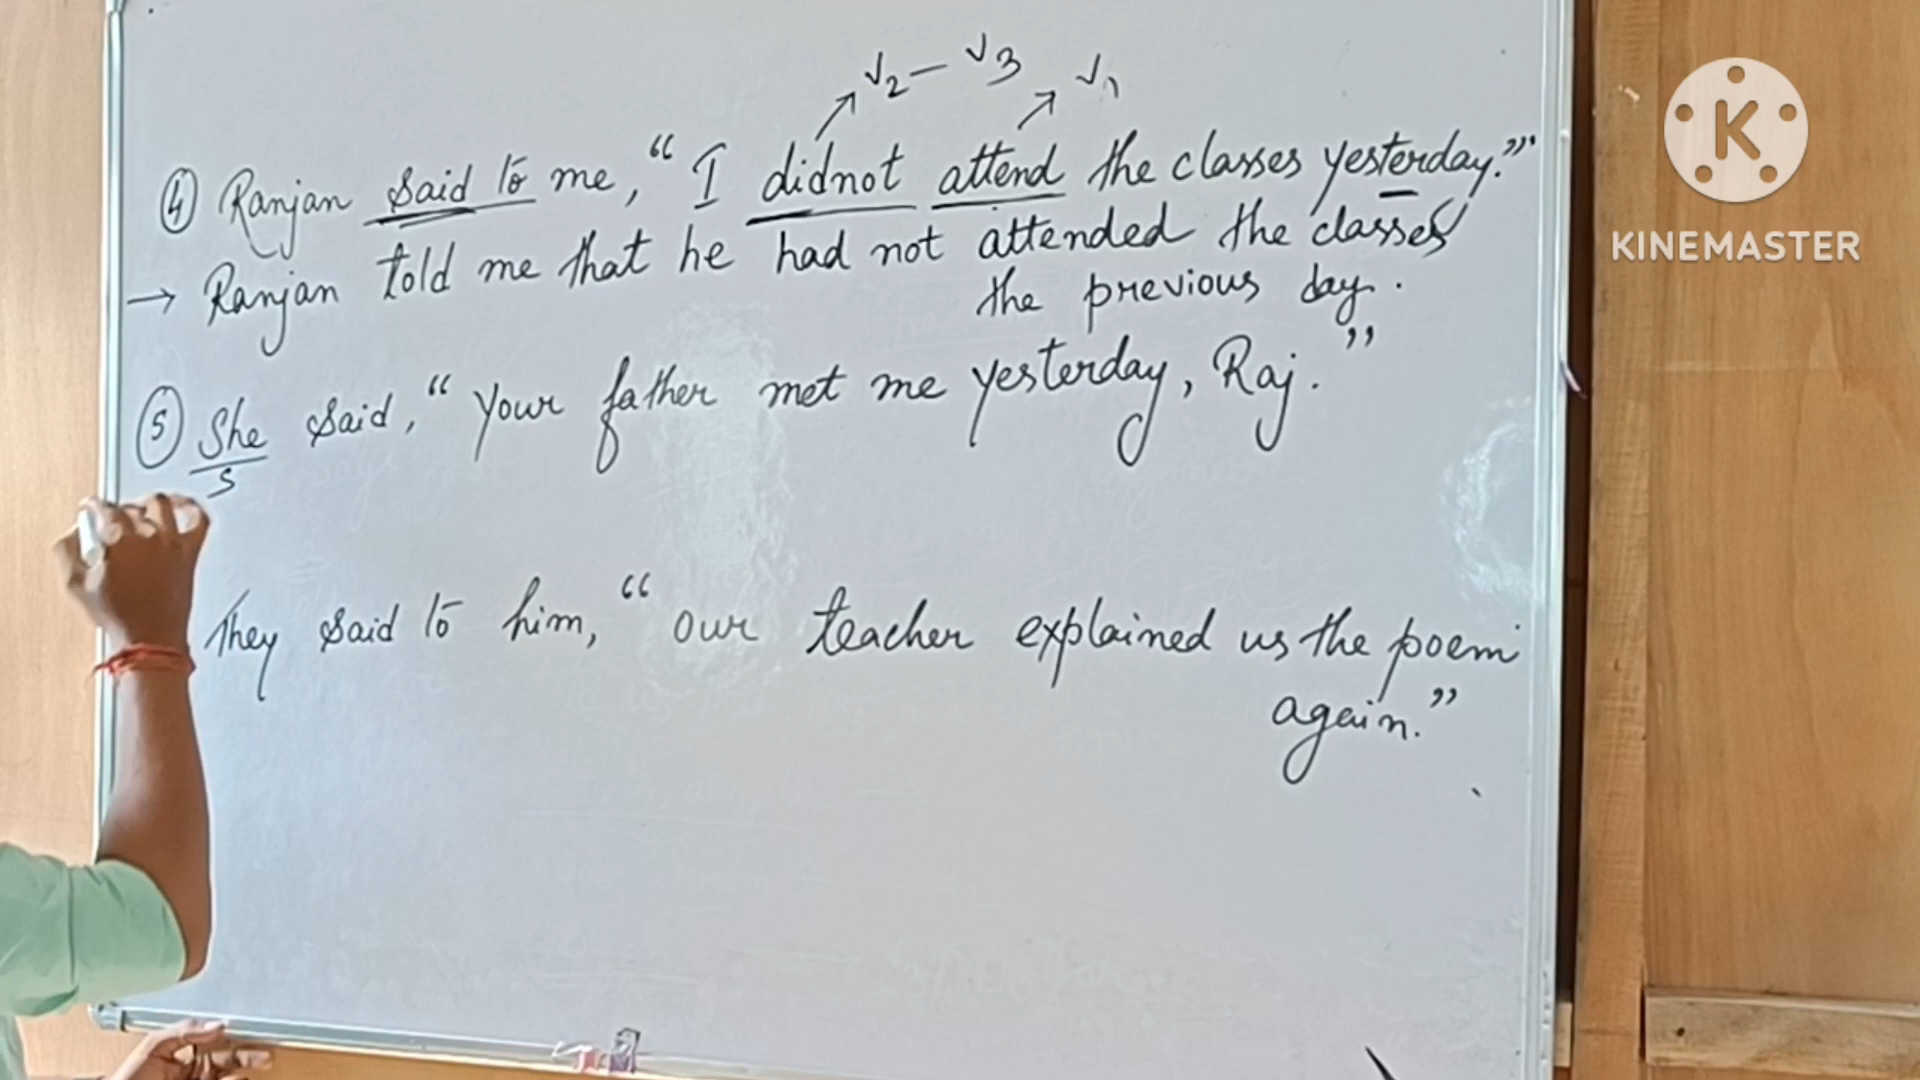 V2 - V3 V1
④ Ranjan said to me, “I didnot attend the classes yesterday.”
→ Ranjan told me that he had not attended the classes
the previous day.
⑤ She said, “Your father met me yesterday, Raj.”
S
They said to him, “our teacher explained us the poem
again.”
K
KINEMASTER